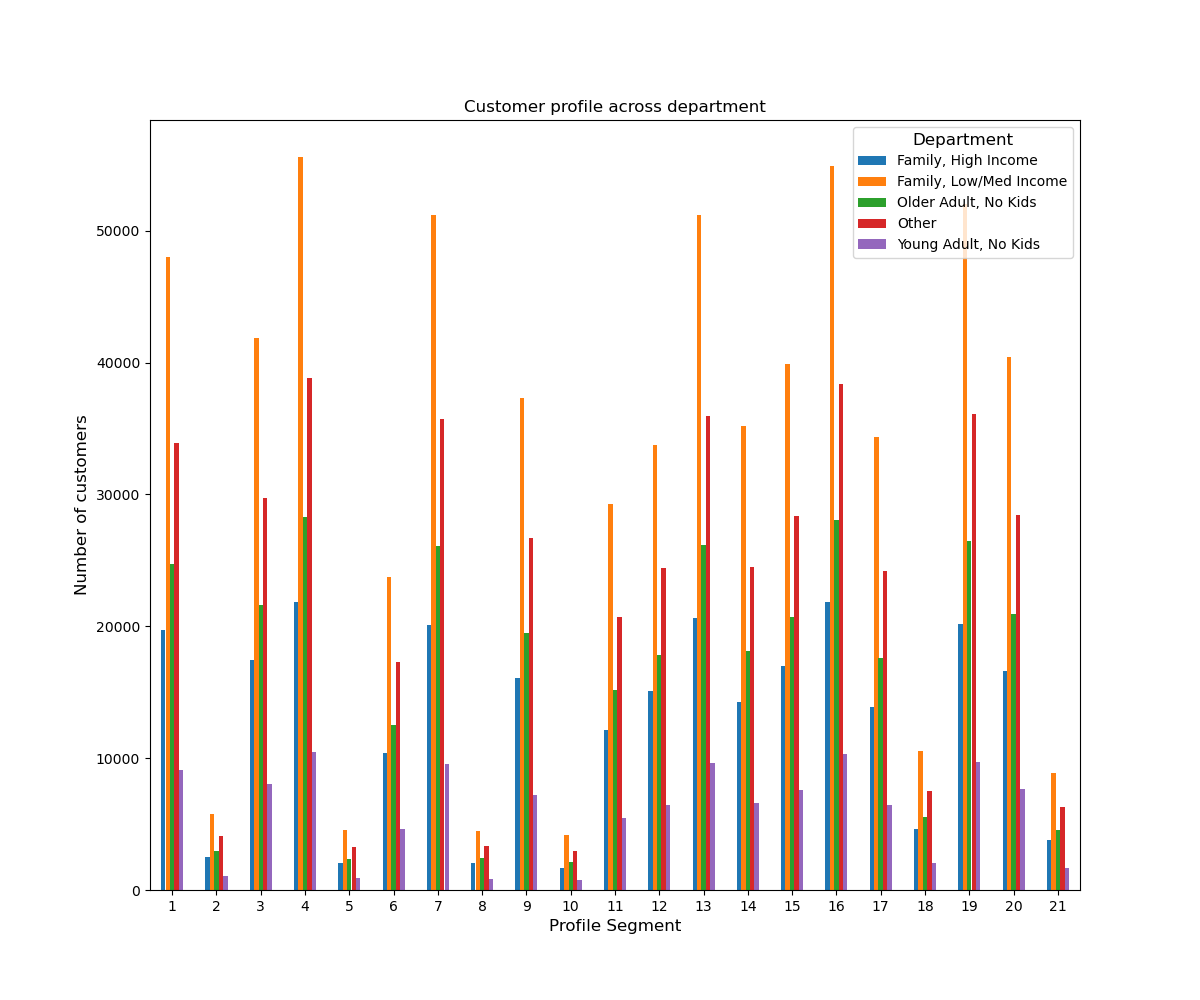 Customer profile across department
Department
Family, High Income
Family, Low/Med Income
Older Adult, No Kids
Other
Young Adult, No Kids
50000
40000
30000
20000
10000
0
Number of customers
1 2 3 4 5 6 7 8 9 10 11 12 13 14 15 16 17 18 19 20 21
Profile Segment